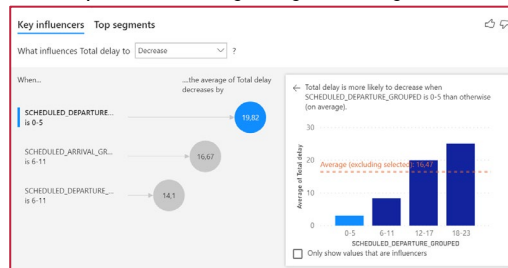 Key influencers Top segments
What influences Total delay to Decrease ?
When...
....the average of Total delay
decreases by
SCHEDULED_DEPARTURE...
is 0-5
19,82
SCHEDULED_ARRIVAL_GR...
is 6-11
16,67
SCHEDULED_DEPARTURE_...
is 6-11
14,1
← Total delay is more likely to decrease when
SCHEDULED_DEPARTURE_GROUPED is 0-5 than otherwise
(on average).
Average of Total delay
30
20
10
0
Average (excluding selected): 16,47
0-5 6-11 12-17 18-23
SCHEDULED_DEPARTURE_GROUPED
Only show values that are influencers